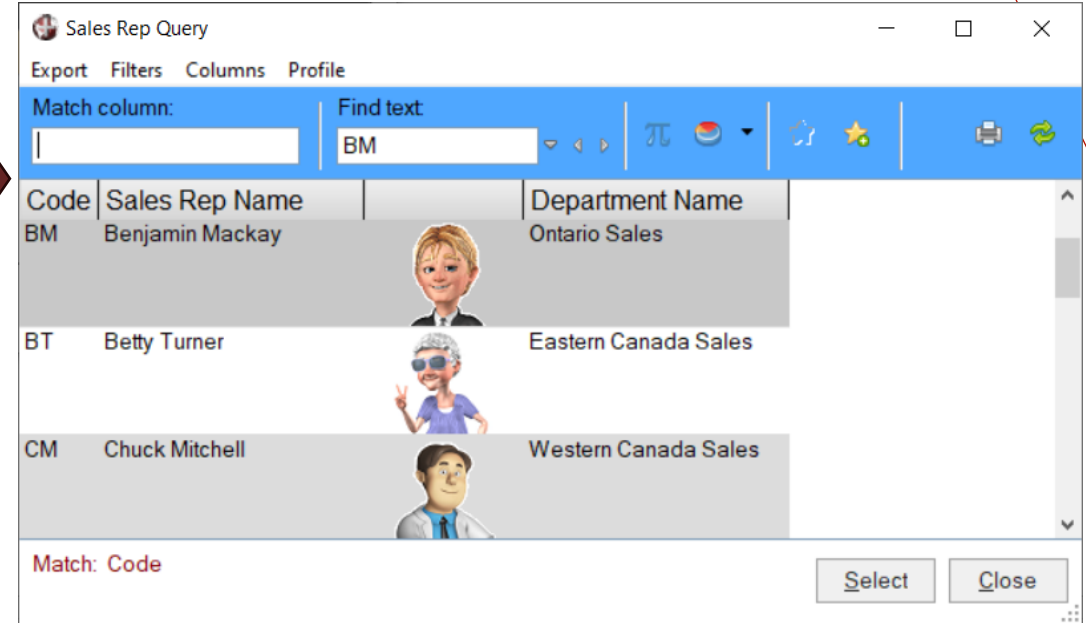 Sales Rep Query
Export Filters Columns Profile
Match column: Find text:
BM
Code Sales Rep Name Department Name
BM Benjamin Mackay Ontario Sales
BT Betty Turner Eastern Canada Sales
CM Chuck Mitchell Western Canada Sales
Match: Code
Select Close